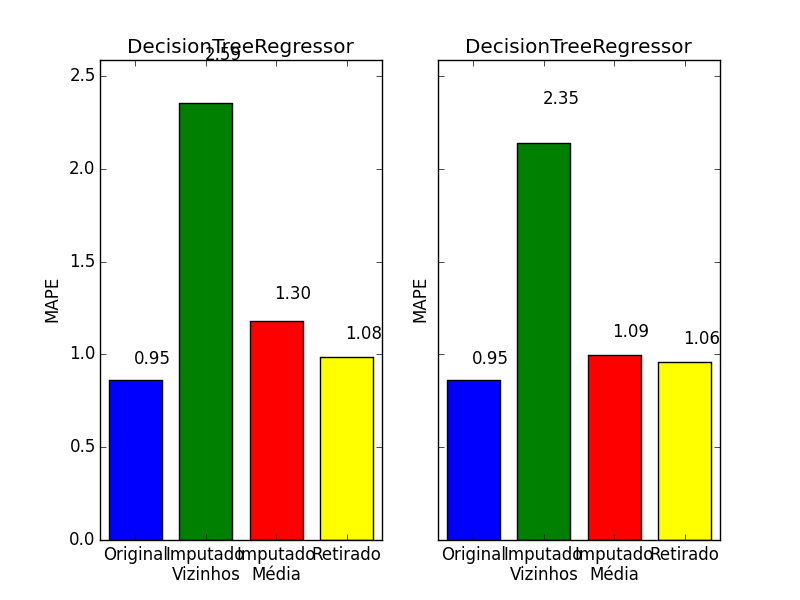 DecisionTreeRegressor
2.59
2.5
2.0
1.5
1.0
0.5
0.0
MAPE
0.95
1.30
1.08
Original
Imputado
Vizinhos
Imputado
Média
Retirado
DecisionTreeRegressor
MAPE
2.35
0.95
1.09
1.06
Original
Imputado
Vizinhos
Imputado
Média
Retirado